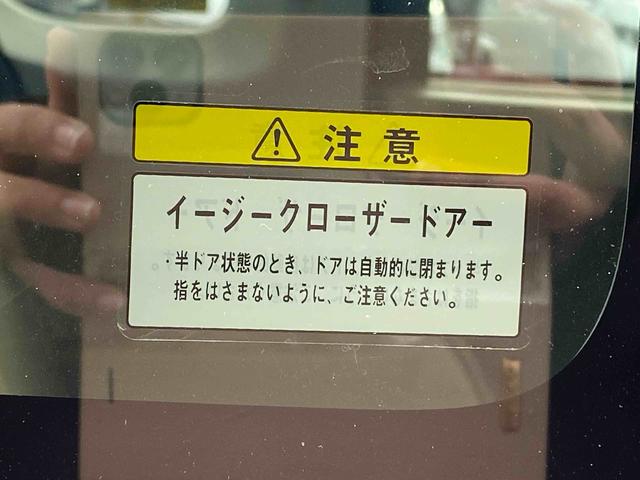 ⚠ 注意
イージークローザードアー
・半ドア状態のとき、ドアは自動的に閉まります。
指をはさまないように、ご注意ください。